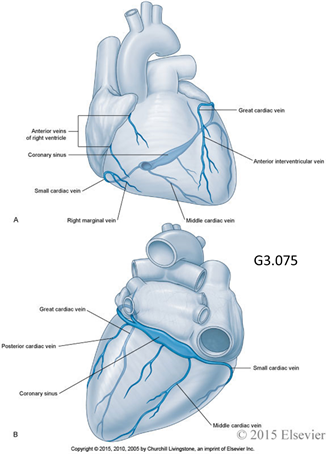 Great cardiac vein
Anterior veins
of right ventricle
Coronary sinus
Anterior interventricular vein
Small cardiac vein
A
Right marginal vein
Middle cardiac vein
G3.075
Great cardiac vein
Posterior cardiac vein
Small cardiac vein
Coronary sinus
Middle cardiac vein
B
© 2015 Elsevier
Copyright © 2015, 2010, 2005 by Churchill Livingstone, an imprint of Elsevier Inc.